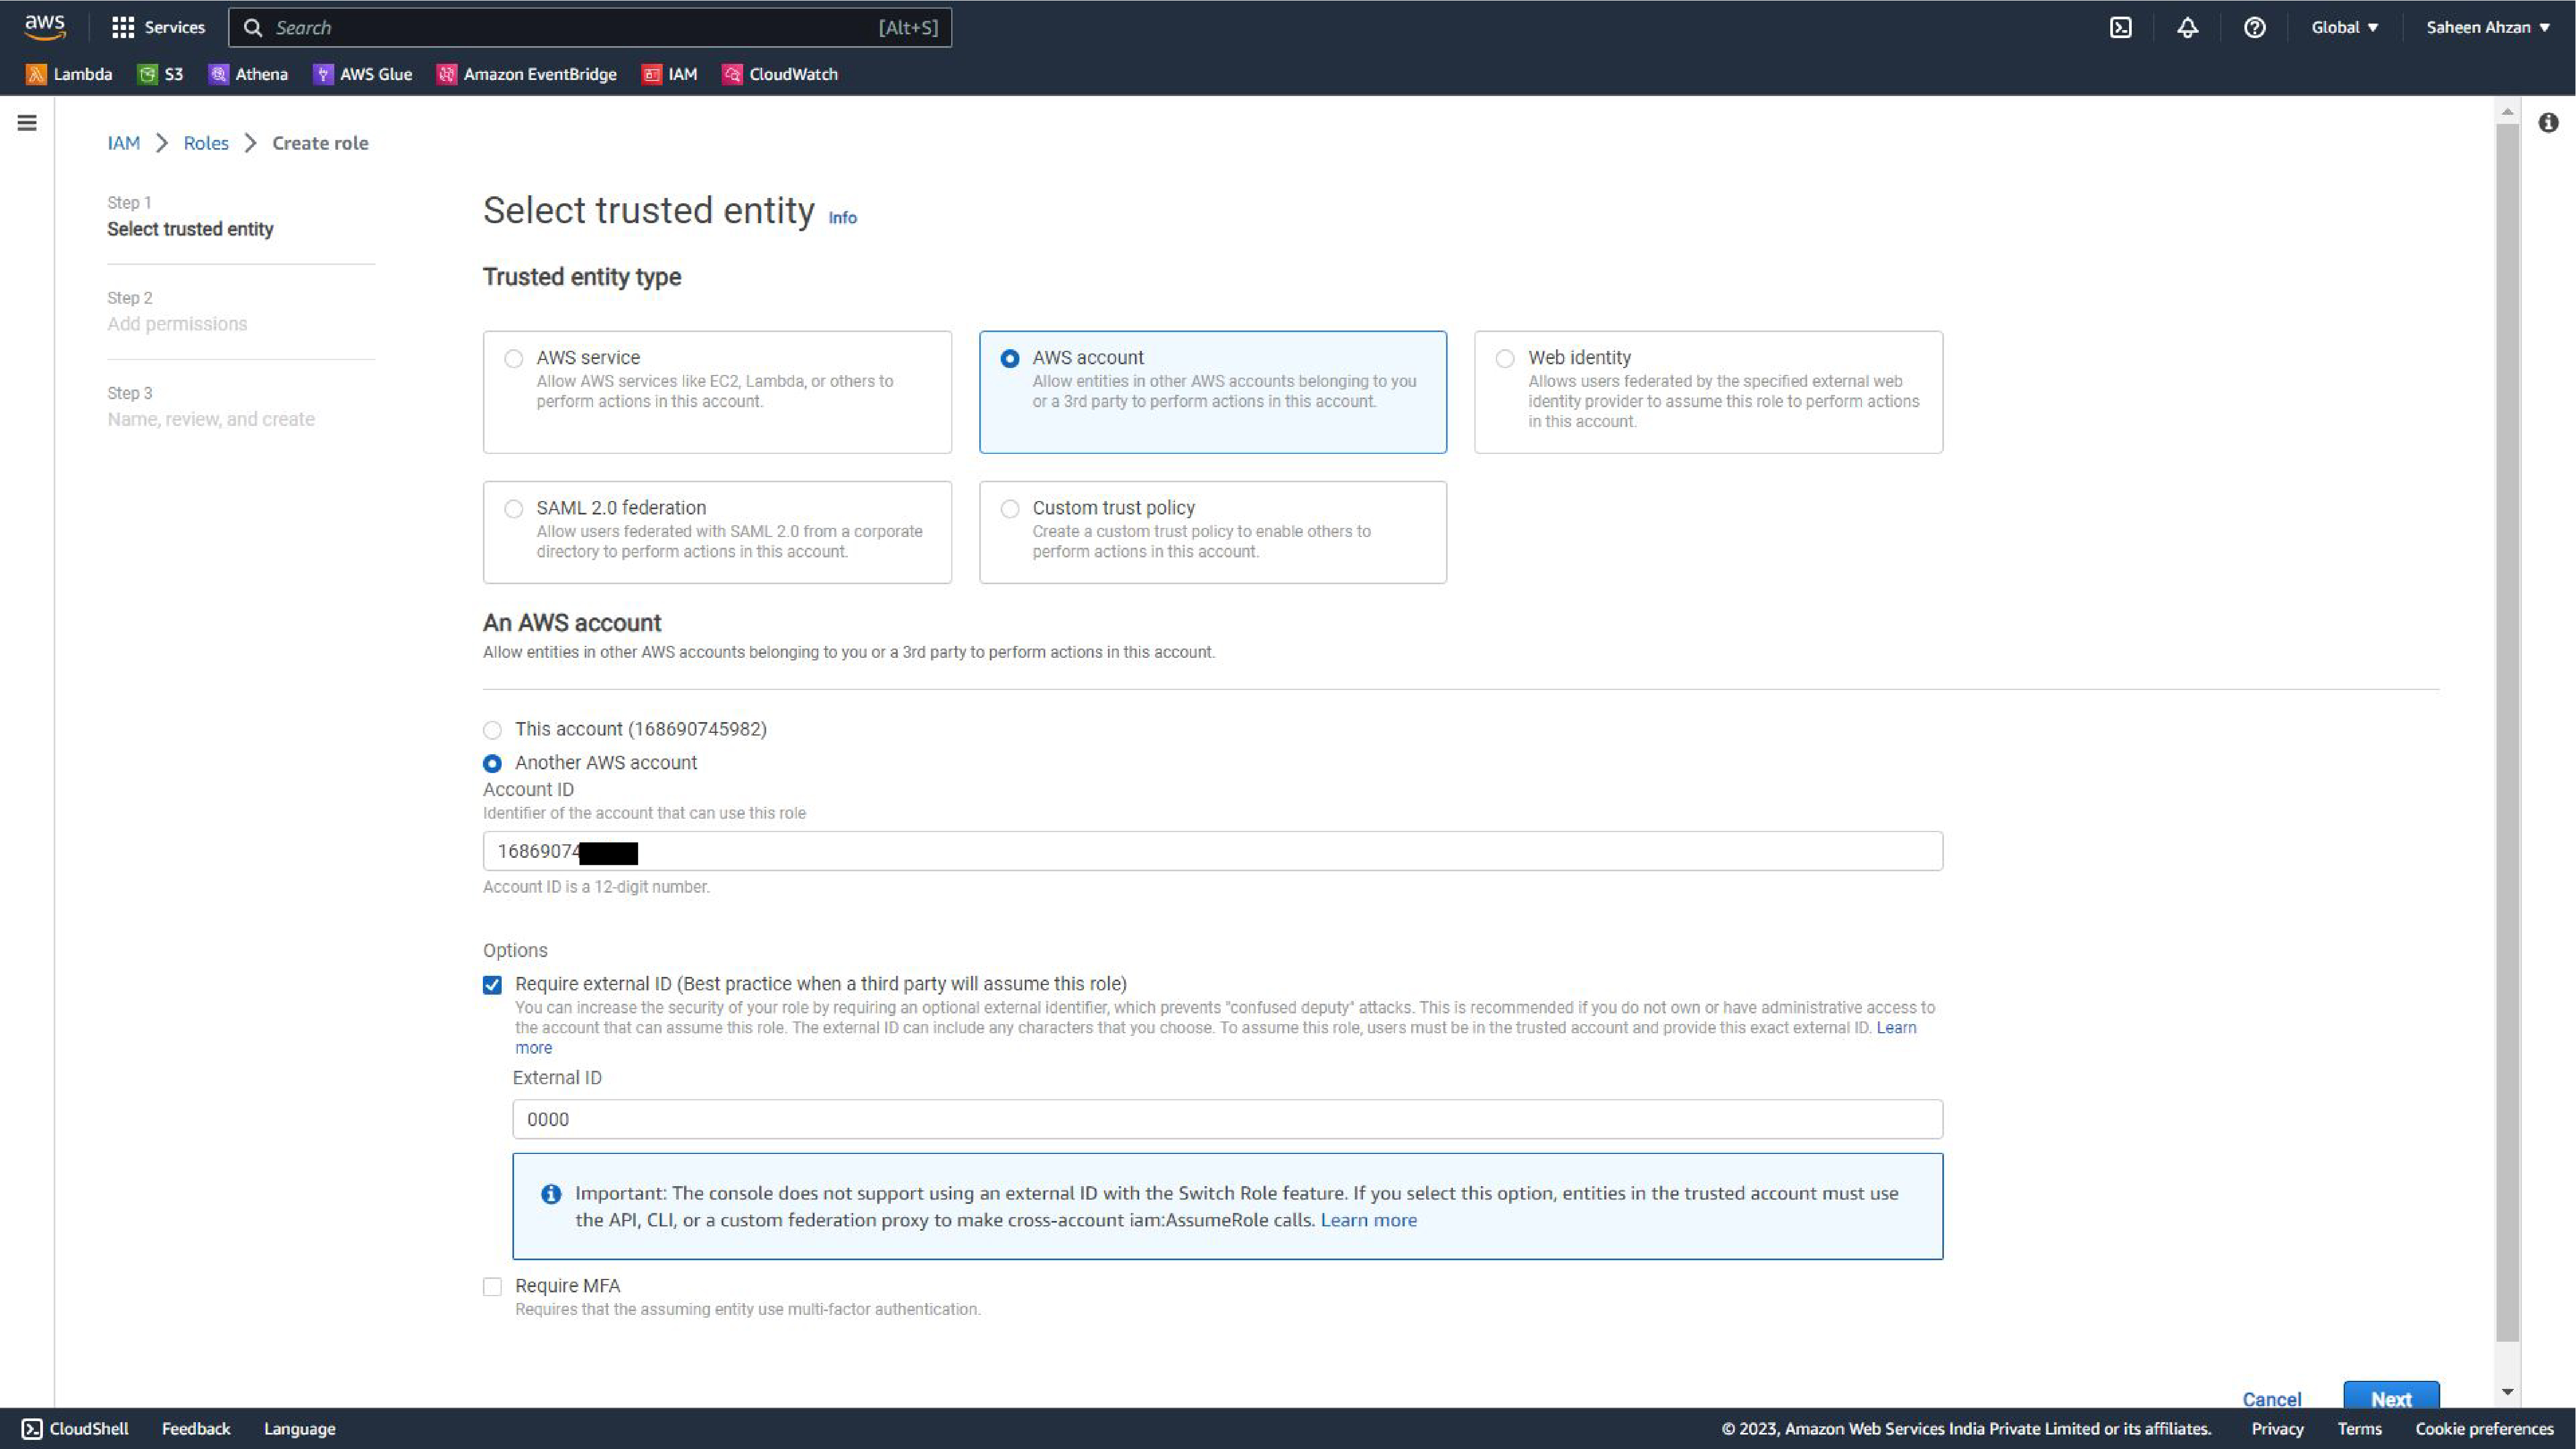 aws
Services
Search
[Alt+S]
Global
Saheen Ahzan
Lambda
S3
Athena
AWS Glue
Amazon EventBridge
IAM
CloudWatch
IAM
Roles
Create role
Step 1
Select trusted entity
Step 2
Add permissions
Step 3
Name, review, and create
Select trusted entity Info
Trusted entity type
AWS service
Allow AWS services like EC2, Lambda, or others to
perform actions in this account.
AWS account
Allow entities in other AWS accounts belonging to you
or a 3rd party to perform actions in this account.
Web identity
Allows users federated by the specified external web
identity provider to assume this role to perform actions
in this account.
SAML 2.0 federation
Allow users federated with SAML 2.0 from a corporate
directory to perform actions in this account.
Custom trust policy
Create a custom trust policy to enable others to
perform actions in this account.
An AWS account
Allow entities in other AWS accounts belonging to you or a 3rd party to perform actions in this account.
This account (168690745982)
Another AWS account
Account ID
Identifier of the account that can use this role
16869074
Account ID is a 12-digit number.
Options
Require external ID (Best practice when a third party will assume this role)
You can increase the security of your role by requiring an optional external identifier, which prevents "confused deputy" attacks. This is recommended if you do not own or have administrative access to
the account that can assume this role. The external ID can include any characters that you choose. To assume this role, users must be in the trusted account and provide this exact external ID. Learn
more
External ID
0000
Important: The console does not support using an external ID with the Switch Role feature. If you select this option, entities in the trusted account must use
the API, CLI, or a custom federation proxy to make cross-account iam:AssumeRole calls. Learn more
Require MFA
Requires that the assuming entity use multi-factor authentication.
Cancel
Next
CloudShell
Feedback
Language
© 2023, Amazon Web Services India Private Limited or its affiliates.
Privacy
Terms
Cookie preferences